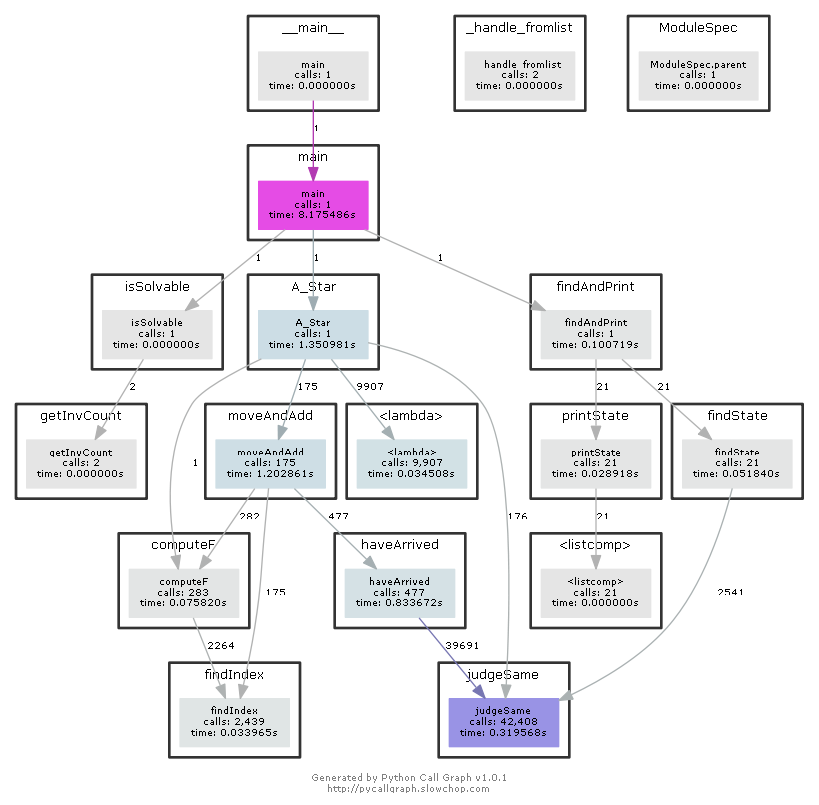 __main__
main
calls: 1
time: 0.000000s
_handle_fromlist
_handle_fromlist
calls: 2
time: 0.000000s
ModuleSpec
ModuleSpec.parent
calls: 1
time: 0.000000s
1
main
main
calls: 1
time: 8.175486s
1
1
1
isSolvable
isSolvable
calls: 1
time: 0.000000s
A_Star
A_Star
calls: 1
time: 1.350981s
findAndPrint
findAndPrint
calls: 1
time: 0.100719s
2
175
9907
21
21
getInvCount
getInvCount
calls: 2
time: 0.000000s
moveAndAdd
moveAndAdd
calls: 175
time: 1.202861s
<lambda>
<lambda>
calls: 9,907
time: 0.034508s
printState
printState
calls: 21
time: 0.028918s
findState
findState
calls: 21
time: 0.051840s
1
282
477
176
21
computeF
computeF
calls: 283
time: 0.075820s
175
haveArrived
haveArrived
calls: 477
time: 0.833672s
<listcomp>
<listcomp>
calls: 21
time: 0.000000s
2541
2264
39691
findIndex
findIndex
calls: 2,439
time: 0.033965s
judgeSame
judgeSame
calls: 42,408
time: 0.319568s
Generated by Python Call Graph v1.0.1
http://pycallgraph.slowchop.com